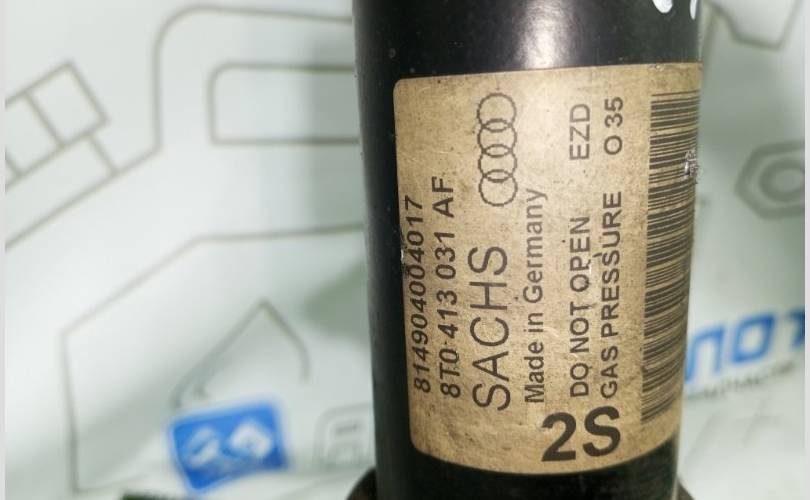 814904004017
8T0 413 031 AF
SACHS
Made in Germany
DO NOT OPEN EZD
GAS PRESSURE O 35
2S